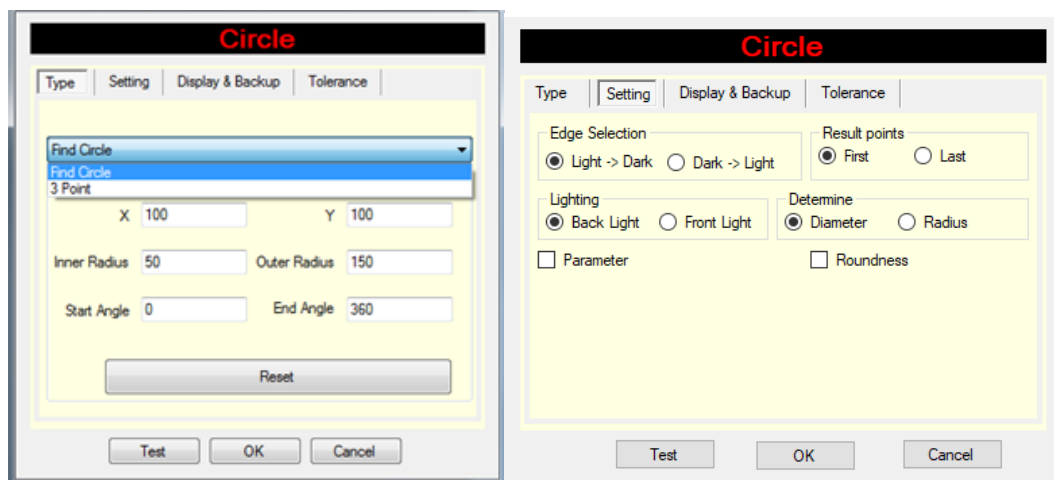 Circle
Type Setting Display & Backup Tolerance
Find Circle
Find Circle
3 Point
X 100 Y 100
Inner Radius 50 Outer Radius 150
Start Angle 0 End Angle 360
Reset
Test OK Cancel
Circle
Type Setting Display & Backup Tolerance
Edge Selection Result points
Light -> Dark Dark -> Light First Last
Lighting Determine
Back Light Front Light Diameter Radius
Parameter Roundness
Test OK Cancel